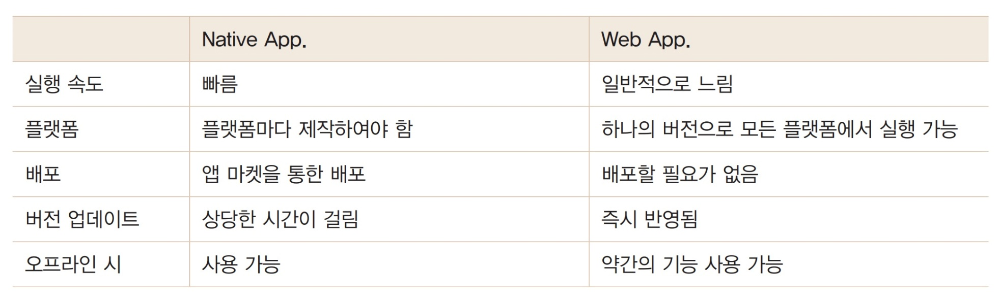 Native App. Web App.
실행 속도 빠름 일반적으로 느림
플랫폼 플랫폼마다 제작하여야 함 하나의 버전으로 모든 플랫폼에서 실행 가능
배포 앱 마켓을 통한 배포 배포할 필요가 없음
버전 업데이트 상당한 시간이 걸림 즉시 반영됨
오프라인 시 사용 가능 약간의 기능 사용 가능